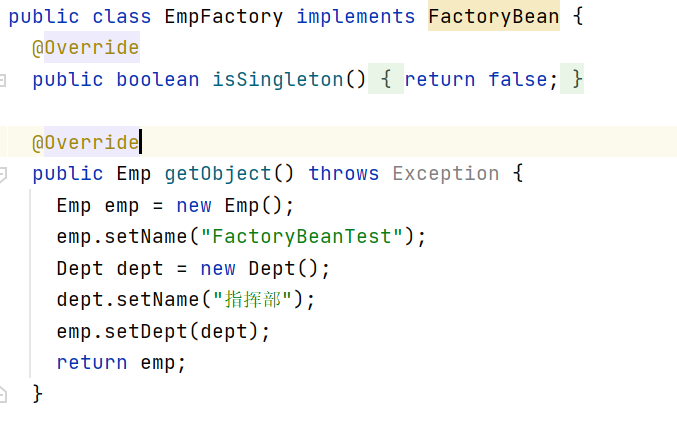 public class EmpFactory implements FactoryBean {
@Override
public boolean isSingleton() { return false; }
@Override
public Emp getObject() throws Exception {
Emp emp = new Emp();
emp.setName("FactoryBeanTest");
Dept dept = new Dept();
dept.setName("指挥部");
emp.setDept(dept);
return emp;
}